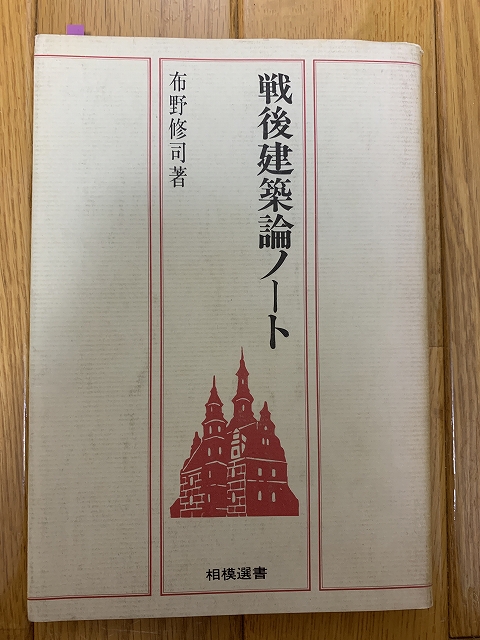 戦後建築論ノート
布野修司著
相模選書